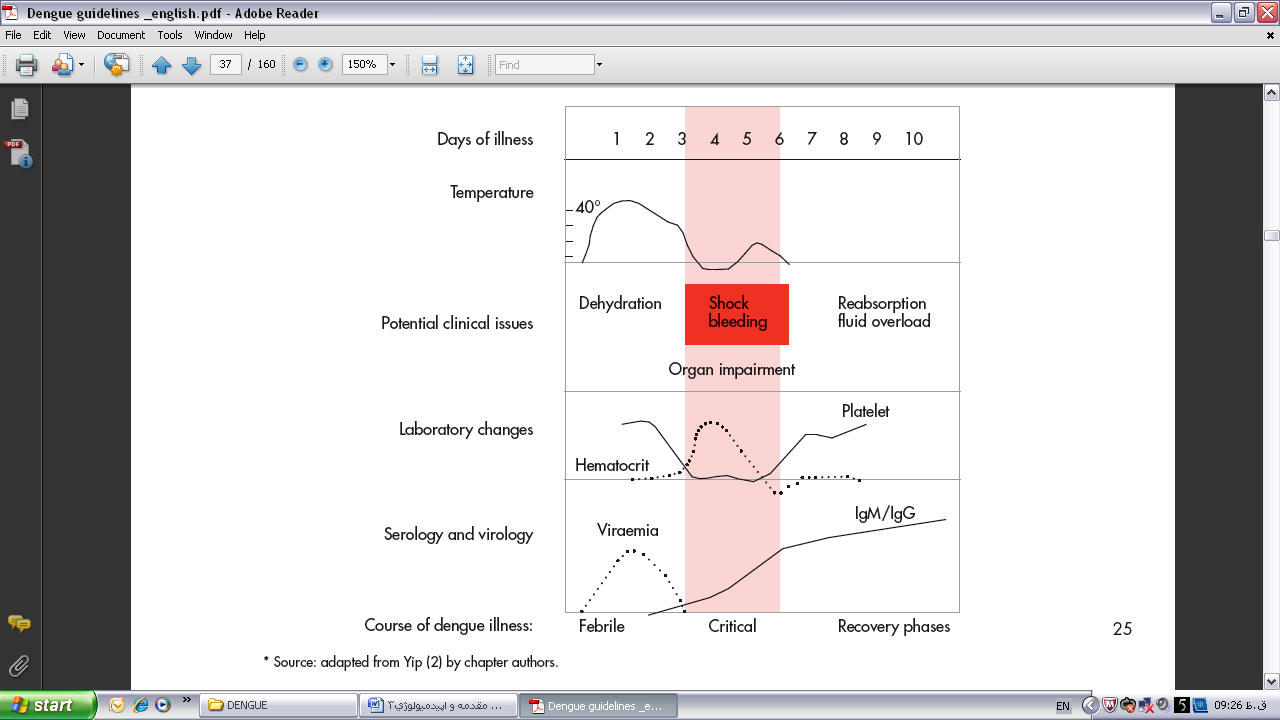 Dengue guidelines _english.pdf - Adobe Reader
File Edit View Document Tools Window Help
37 / 160 150% Find
Days of illness 1 2 3 4 5 6 7 8 9 10
Temperature
40°
Dehydration Shock Reabsorption
bleeding fluid overload
Potential clinical issues
Organ impairment
Platelet
Laboratory changes
Hematocrit
IgM/IgG
Viraemia
Serology and virology
Course of dengue illness: Febrile Critical Recovery phases
25
* Source: adapted from Yip (2) by chapter authors.
start DENGUE مقدمه و اپیدمیولوژی۲ ... Dengue guidelines _e... EN 09:26 ق.ظ